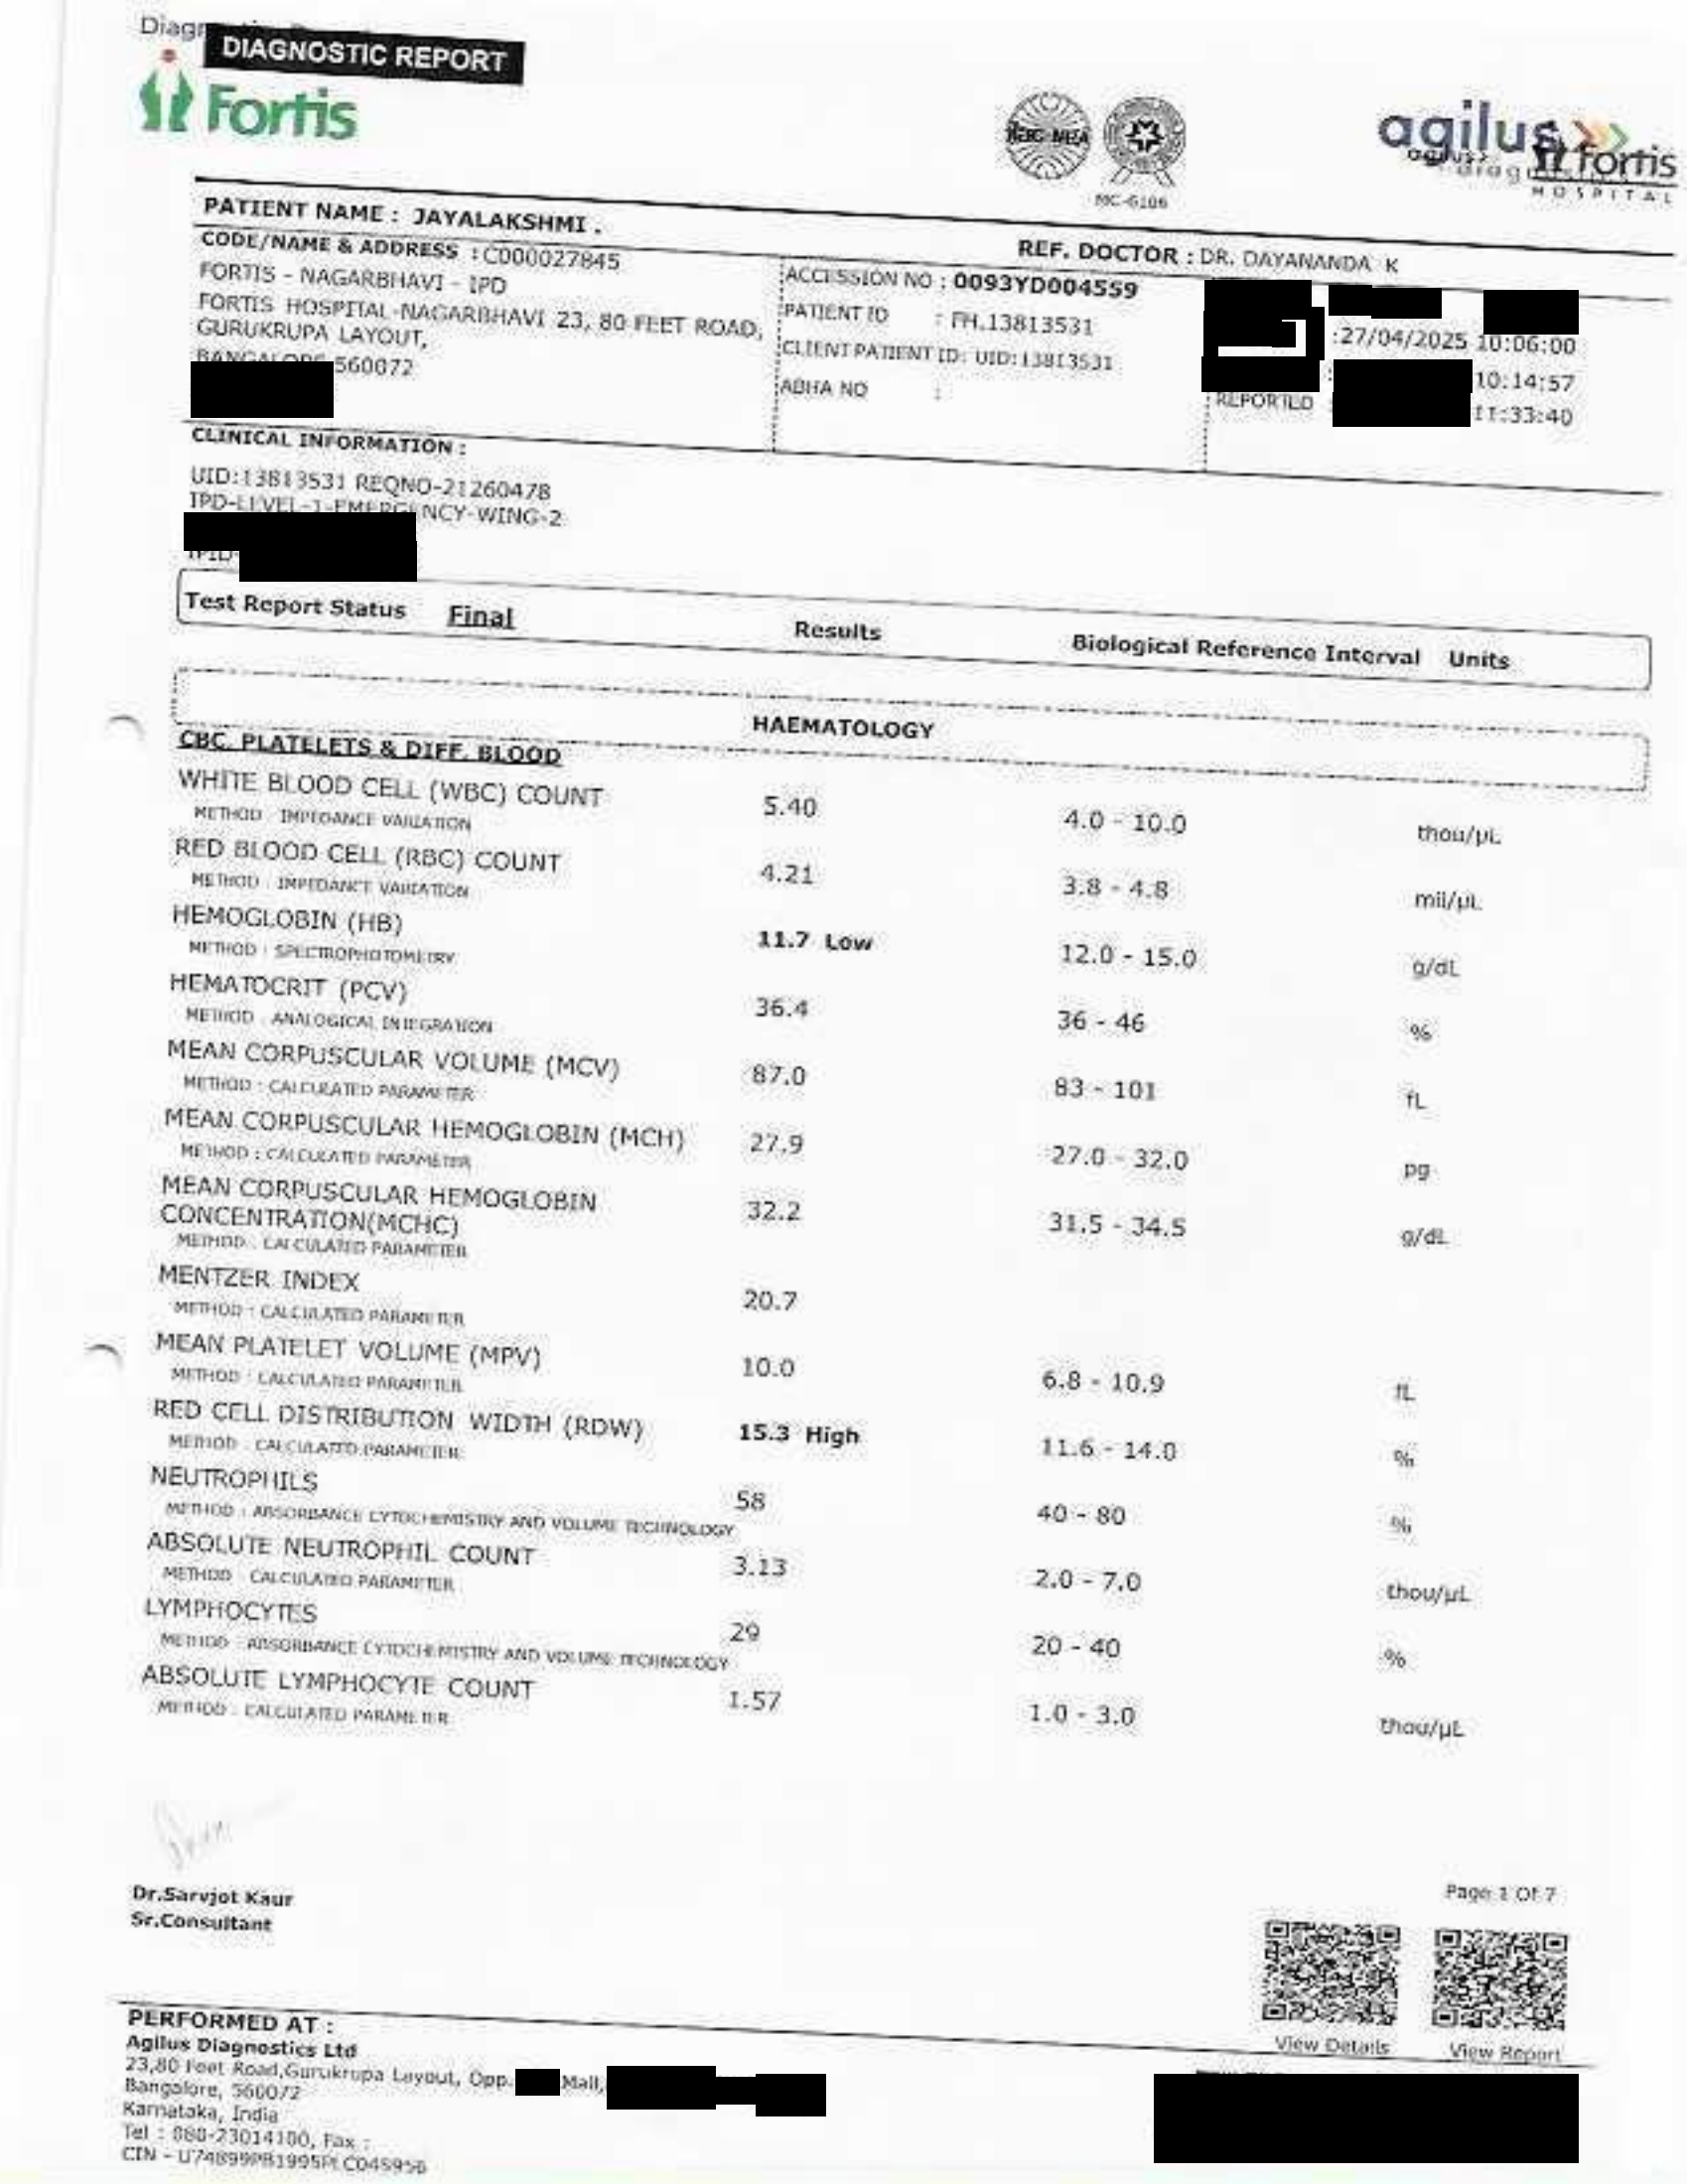 DIAGNOSTIC REPORT
Fortis
agilus
fortis
HOSPITAL
MC-6106
PATIENT NAME : JAYALAKSHMI .
REF. DOCTOR : DR. DAYANANDA K
CODE/NAME & ADDRESS : C000027845
FORTIS - NAGARBHAVI - IPD
FORTIS HOSPITAL-NAGARBHAVI 23, 80 FEET ROAD,
GURUKRUPA LAYOUT,
BANGALORE 560072
ACCESSION NO : 0093YD004559
PATIENT ID : FH.13813531
CLIENT PATIENT ID: UID:13813531
ABHA NO :
:27/04/2025 10:06:00
: 10:14:57
REPORTED : 11:33:40
CLINICAL INFORMATION :
UID:13813531 REQNO-21260478
IPD-LEVEL-1-EMERGENCY-WING-2
IPID-
Test Report Status Final Results Biological Reference Interval Units
HAEMATOLOGY
CBC, PLATELETS & DIFF. BLOOD
WHITE BLOOD CELL (WBC) COUNT 5.40 4.0 - 10.0 thou/µL
METHOD : IMPEDANCE VARIATION
RED BLOOD CELL (RBC) COUNT 4.21 3.8 - 4.8 mil/µL
METHOD : IMPEDANCE VARIATION
HEMOGLOBIN (HB) 11.7 Low 12.0 - 15.0 g/dL
METHOD : SPECTROPHOTOMETRY
HEMATOCRIT (PCV) 36.4 36 - 46 %
METHOD : ANALOGICAL INTEGRATION
MEAN CORPUSCULAR VOLUME (MCV) 87.0 83 - 101 fL
METHOD : CALCULATED PARAMETER
MEAN CORPUSCULAR HEMOGLOBIN (MCH) 27.9 27.0 - 32.0 pg
METHOD : CALCULATED PARAMETER
MEAN CORPUSCULAR HEMOGLOBIN
CONCENTRATION(MCHC) 32.2 31.5 - 34.5 g/dL
METHOD : CALCULATED PARAMETER
MENTZER INDEX 20.7
METHOD : CALCULATED PARAMETER
MEAN PLATELET VOLUME (MPV) 10.0 6.8 - 10.9 fL
METHOD : CALCULATED PARAMETER
RED CELL DISTRIBUTION WIDTH (RDW) 15.3 High 11.6 - 14.0 %
METHOD : CALCULATED PARAMETER
NEUTROPHILS 58 40 - 80 %
METHOD : ABSORBANCE CYTOCHEMISTRY AND VOLUME TECHNOLOGY
ABSOLUTE NEUTROPHIL COUNT 3.13 2.0 - 7.0 thou/µL
METHOD : CALCULATED PARAMETER
LYMPHOCYTES 29 20 - 40 %
METHOD : ABSORBANCE CYTOCHEMISTRY AND VOLUME TECHNOLOGY
ABSOLUTE LYMPHOCYTE COUNT 1.57 1.0 - 3.0 thou/µL
METHOD : CALCULATED PARAMETER
Dr.Sarvjot Kaur
Sr.Consultant
Page 1 Of 7
View Details View Report
PERFORMED AT :
Agilus Diagnostics Ltd
23,80 Feet Road,Gurukrupa Layout, Opp. Mall,
Bangalore, 560072
Karnataka, India
Tel : 080-23014100, Fax :
CIN - U74899PB1995PLC045956